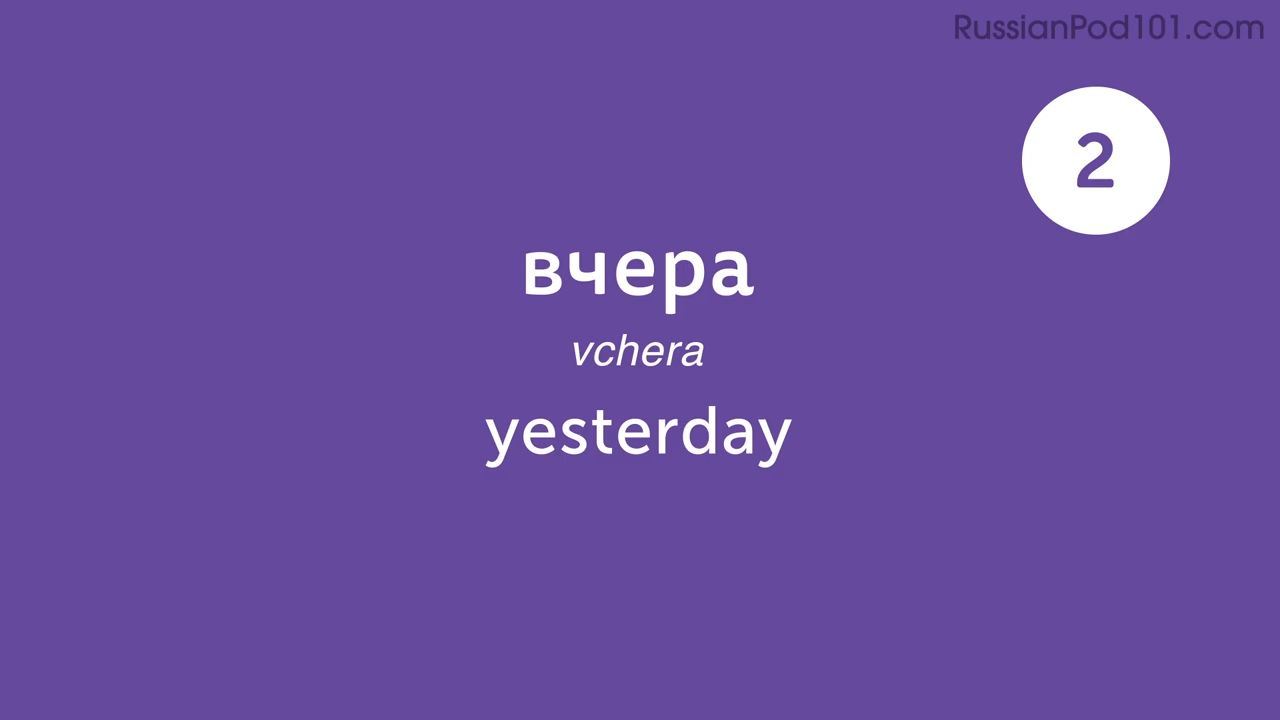 RussianPod101.com
2
вчера
vchera
yesterday